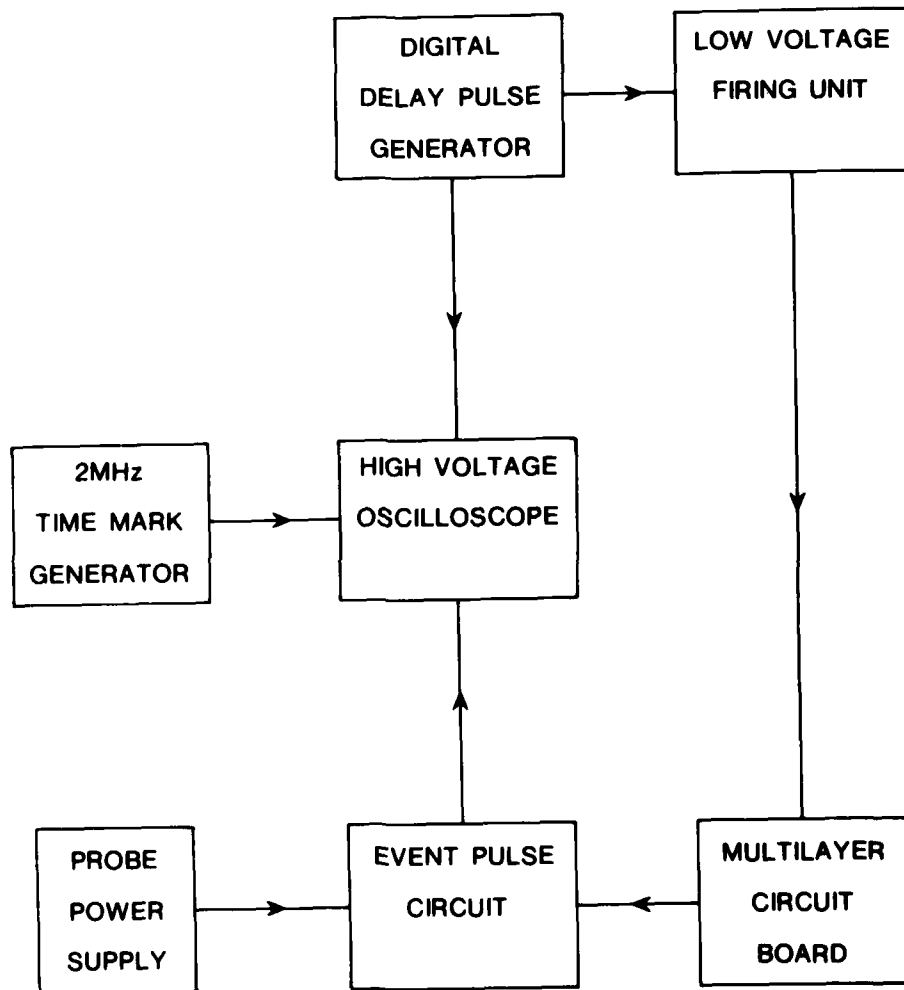 DIGITAL
DELAY PULSE
GENERATOR
LOW VOLTAGE
FIRING UNIT
2MHz
TIME MARK
GENERATOR
HIGH VOLTAGE
OSCILLOSCOPE
PROBE
POWER
SUPPLY
EVENT PULSE
CIRCUIT
MULTILAYER
CIRCUIT
BOARD